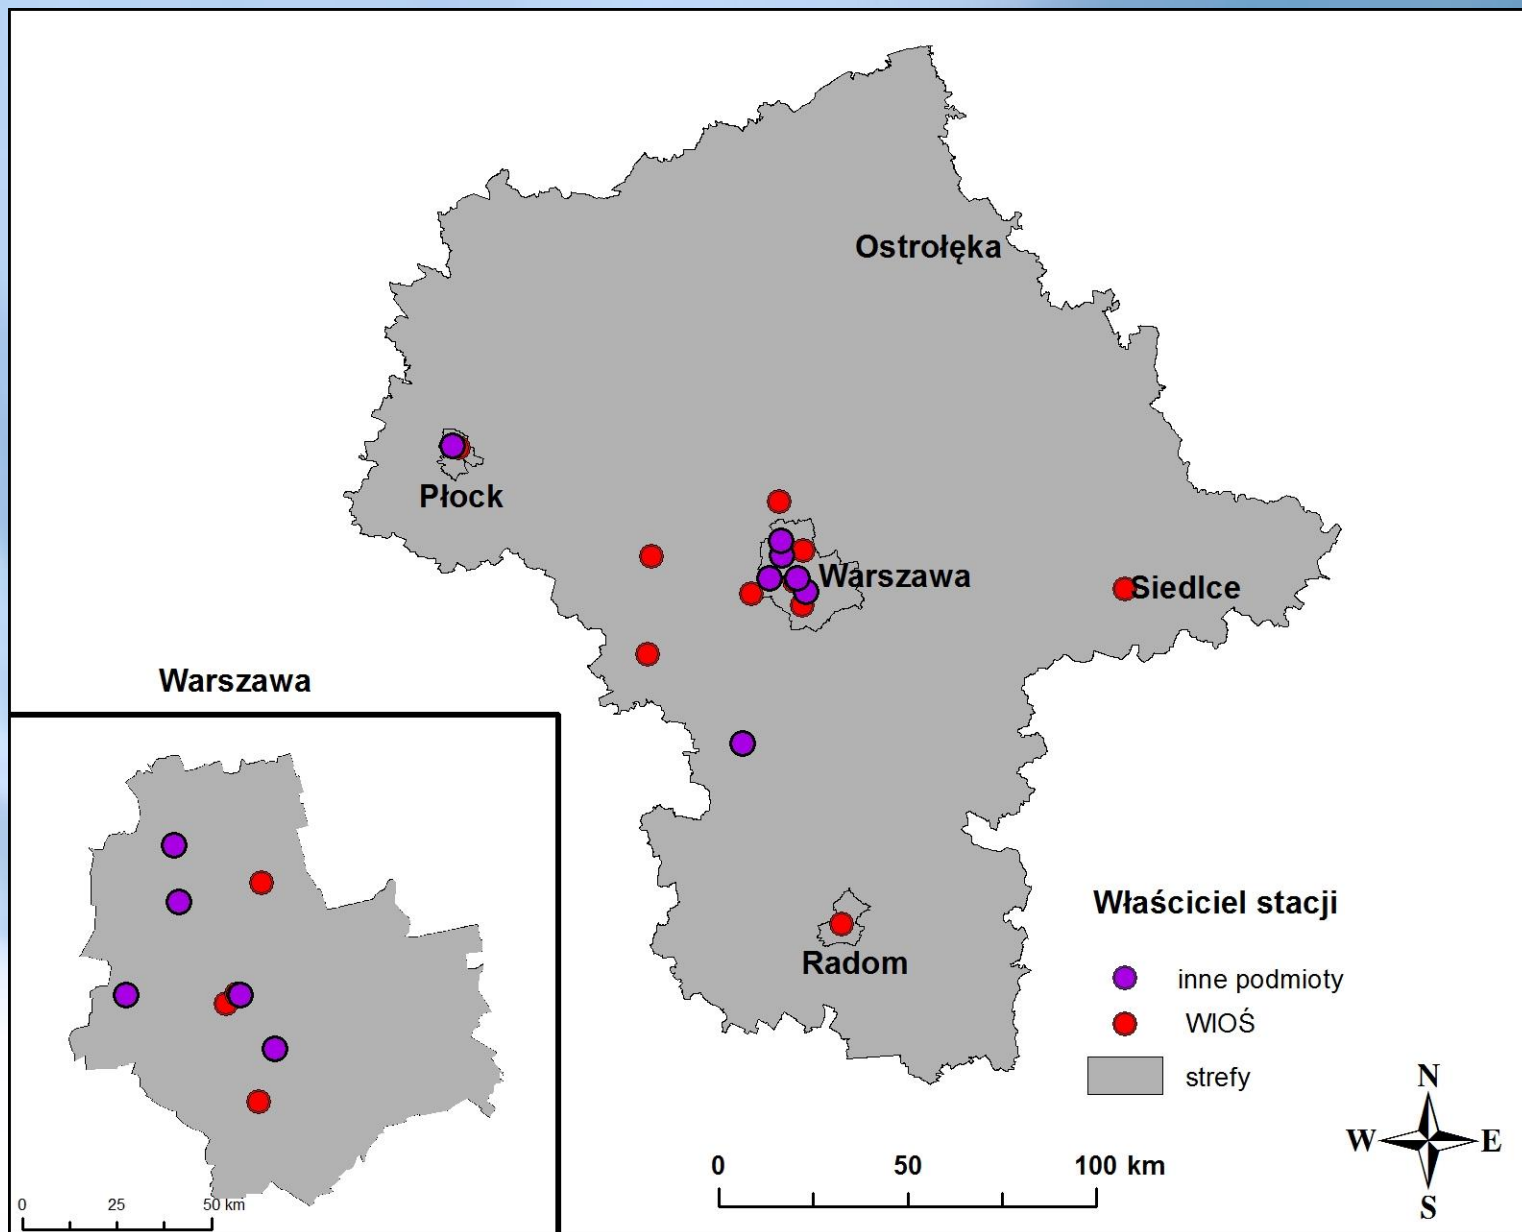 Ostrołęka
Płock
Warszawa
Siedlce
Warszawa
Radom
Właściciel stacji
inne podmioty
WIOŚ
strefy
N
W E
S
0 50 100 km
0 25 50 km